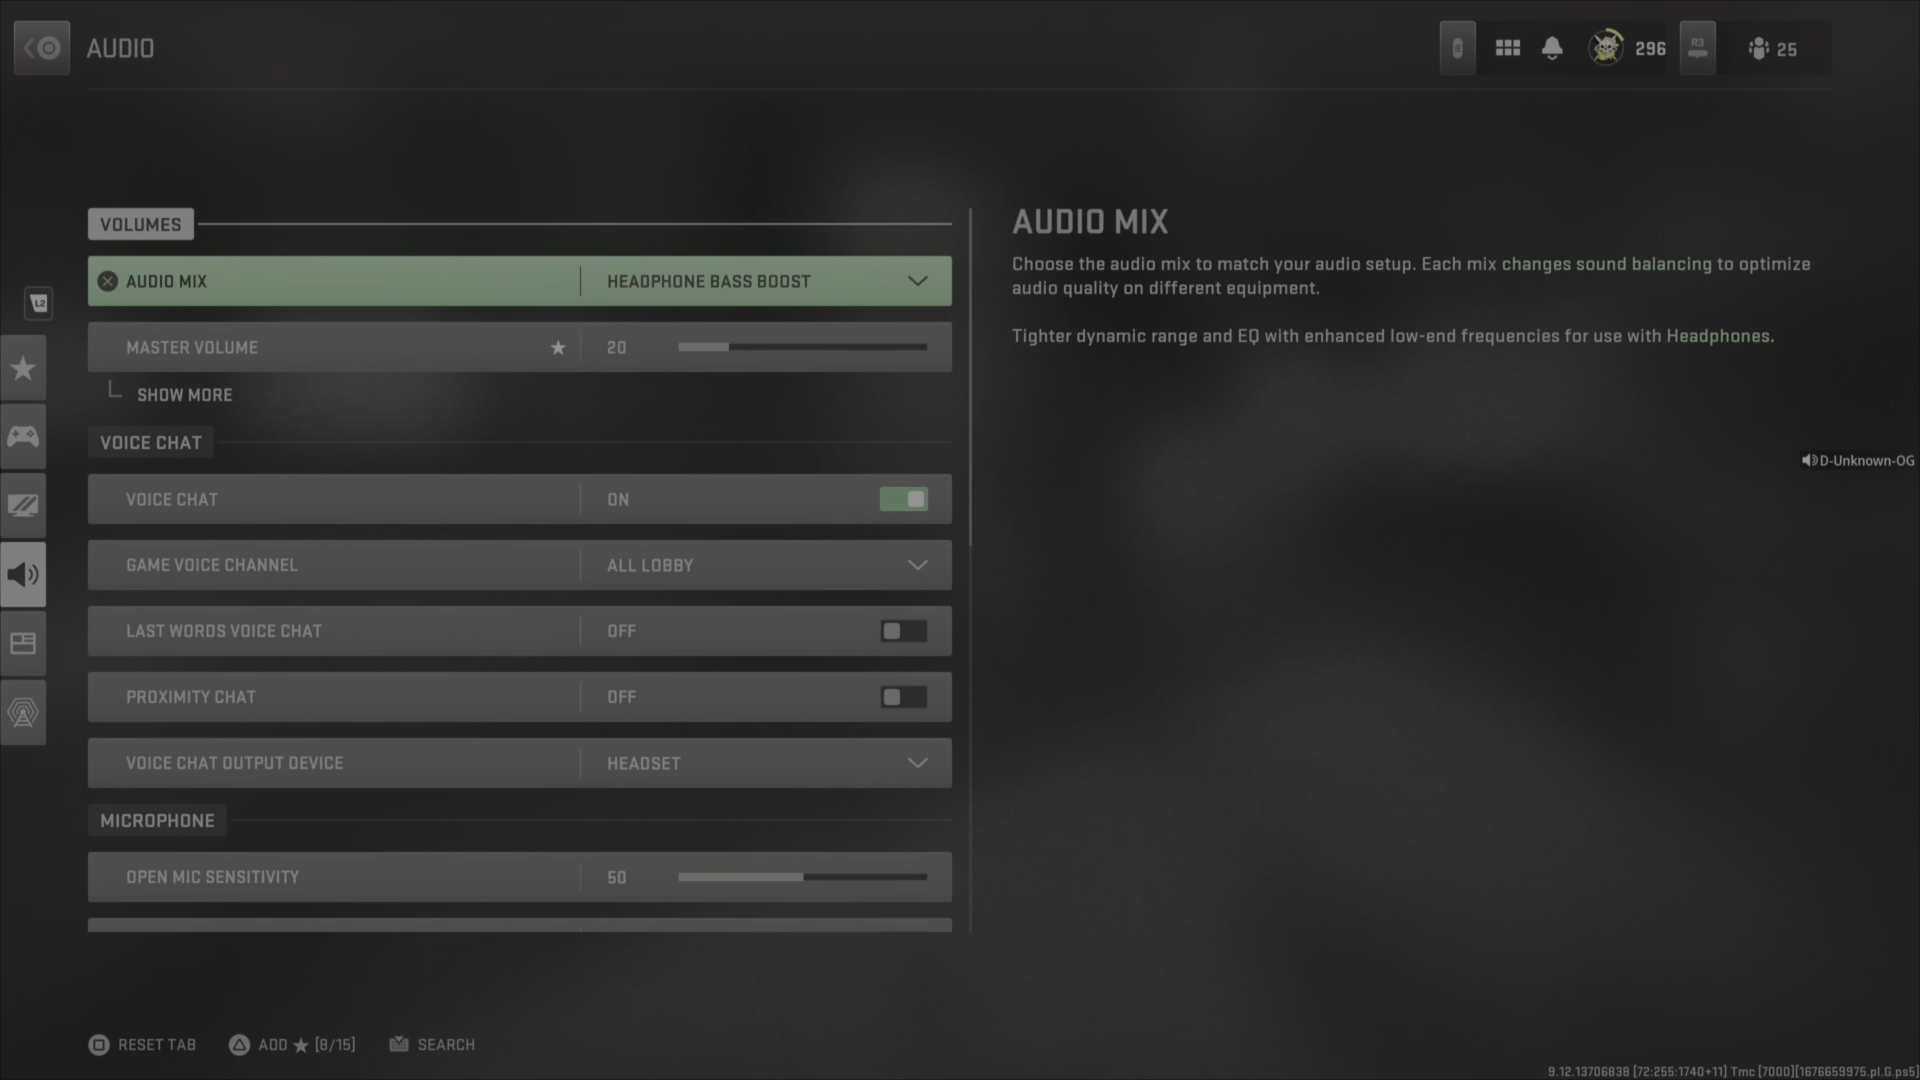 AUDIO
296
R3
25
VOLUMES
AUDIO MIX
HEADPHONE BASS BOOST
L2
MASTER VOLUME
20
SHOW MORE
VOICE CHAT
VOICE CHAT
ON
GAME VOICE CHANNEL
ALL LOBBY
LAST WORDS VOICE CHAT
OFF
PROXIMITY CHAT
OFF
VOICE CHAT OUTPUT DEVICE
HEADSET
MICROPHONE
OPEN MIC SENSITIVITY
50
AUDIO MIX
Choose the audio mix to match your audio setup. Each mix changes sound balancing to optimize
audio quality on different equipment.
Tighter dynamic range and EQ with enhanced low-end frequencies for use with Headphones.
D-Unknown-OG
RESET TAB
ADD ★ [8/15]
SEARCH
9.12.13706838 [72:255:1740+11] Tmc [7000][1676659975.pl.G.ps5]